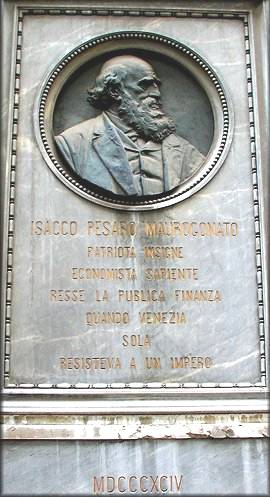 ISACCO PESARO MAUROGONATO
PATRIOTA INSIGNE
ECONOMISTA SAPIENTE
RESSE LA PUBLICA FINANZA
QUANDO VENEZIA
SOLA
RESISTEVA A UN IMPERO
MDCCCXCIV